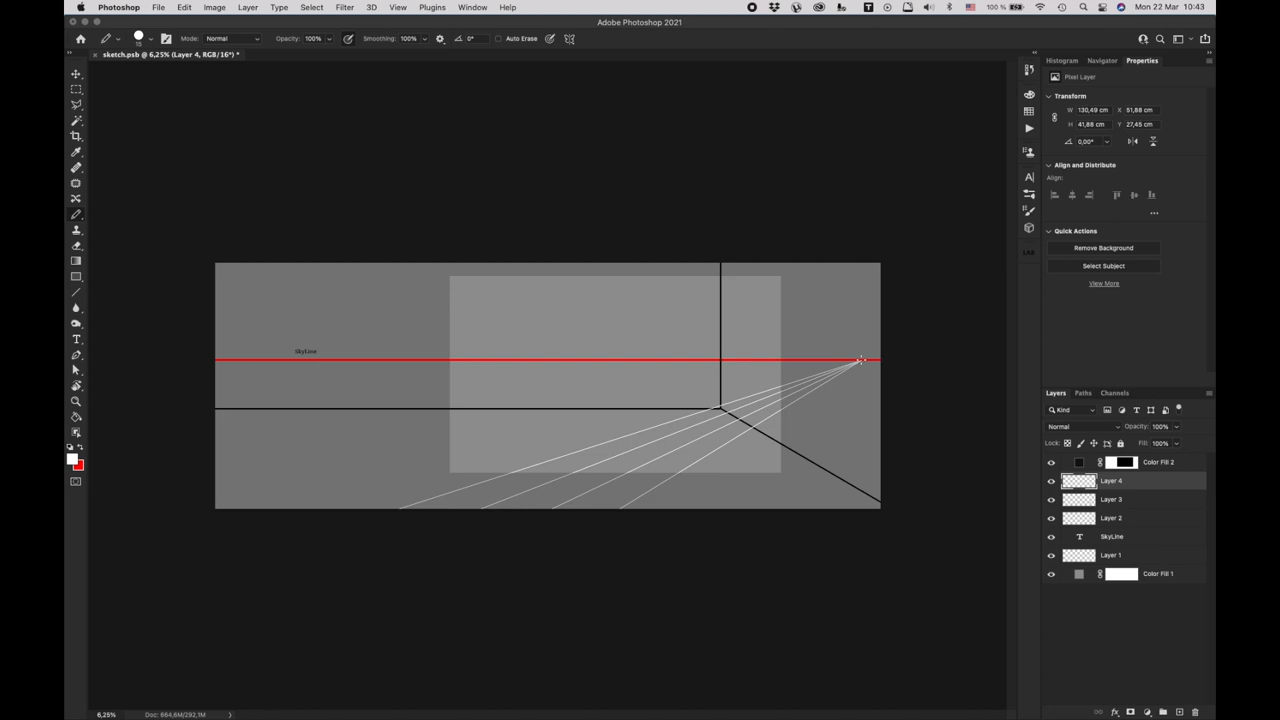 Photoshop File Edit Image Layer Type Select Filter 3D View Plugins Window Help 100 % Mon 22 Mar 10:43
Adobe Photoshop 2021
Mode: Normal Opacity: 100% Smoothing: 100% 0° Auto Erase
sketch.psb @ 6,25% (Layer 4, RGB/16*) *
Histogram Navigator Properties
Pixel Layer
Transform
W 130,49 cm X 51,88 cm
H 41,88 cm Y 27,45 cm
0,00°
Align and Distribute
Align:
Quick Actions
Remove Background
Select Subject
View More
LAB
SkyLine
Layers Paths Channels
Kind
Normal Opacity: 100%
Lock: Fill: 100%
Color Fill 2
Layer 4
Layer 3
Layer 2
SkyLine
Layer 1
Color Fill 1
6,25% Doc: 664,6M/292,1M